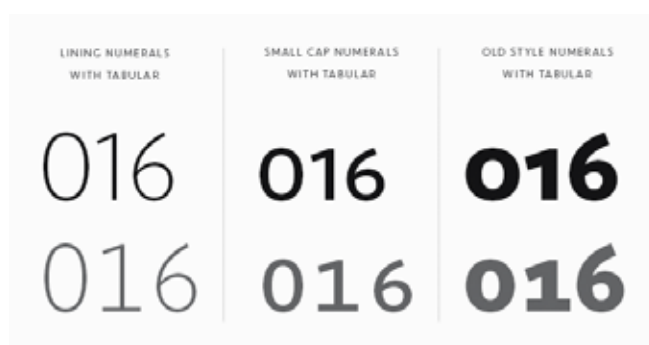 LINING NUMERALS
WITH TABULAR
016
016
SMALL CAP NUMERALS
WITH TABULAR
016
016
OLD STYLE NUMERALS
WITH TABULAR
016
016